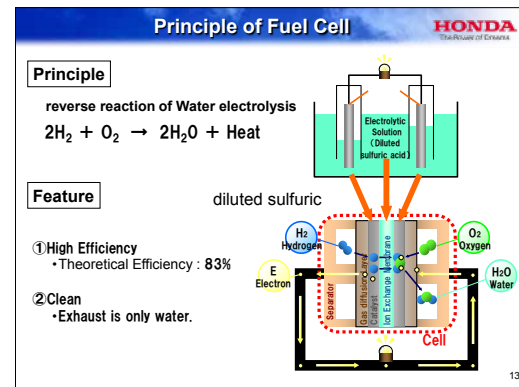 Principle of Fuel Cell
HONDA
The Power of Dreams
Principle
reverse reaction of Water electrolysis
2H₂ + O₂ → 2H₂O + Heat
Electrolytic
Solution
(Diluted
sulfuric acid)
Feature
diluted sulfuric
①High Efficiency
・Theoretical Efficiency : 83%
②Clean
・Exhaust is only water.
H₂
Hydrogen
O₂
Oxygen
E
Electron
H₂O
Water
Separator
Gas diffusion Layer
Catalyst
Ion Exchange Membrane
Cell
13